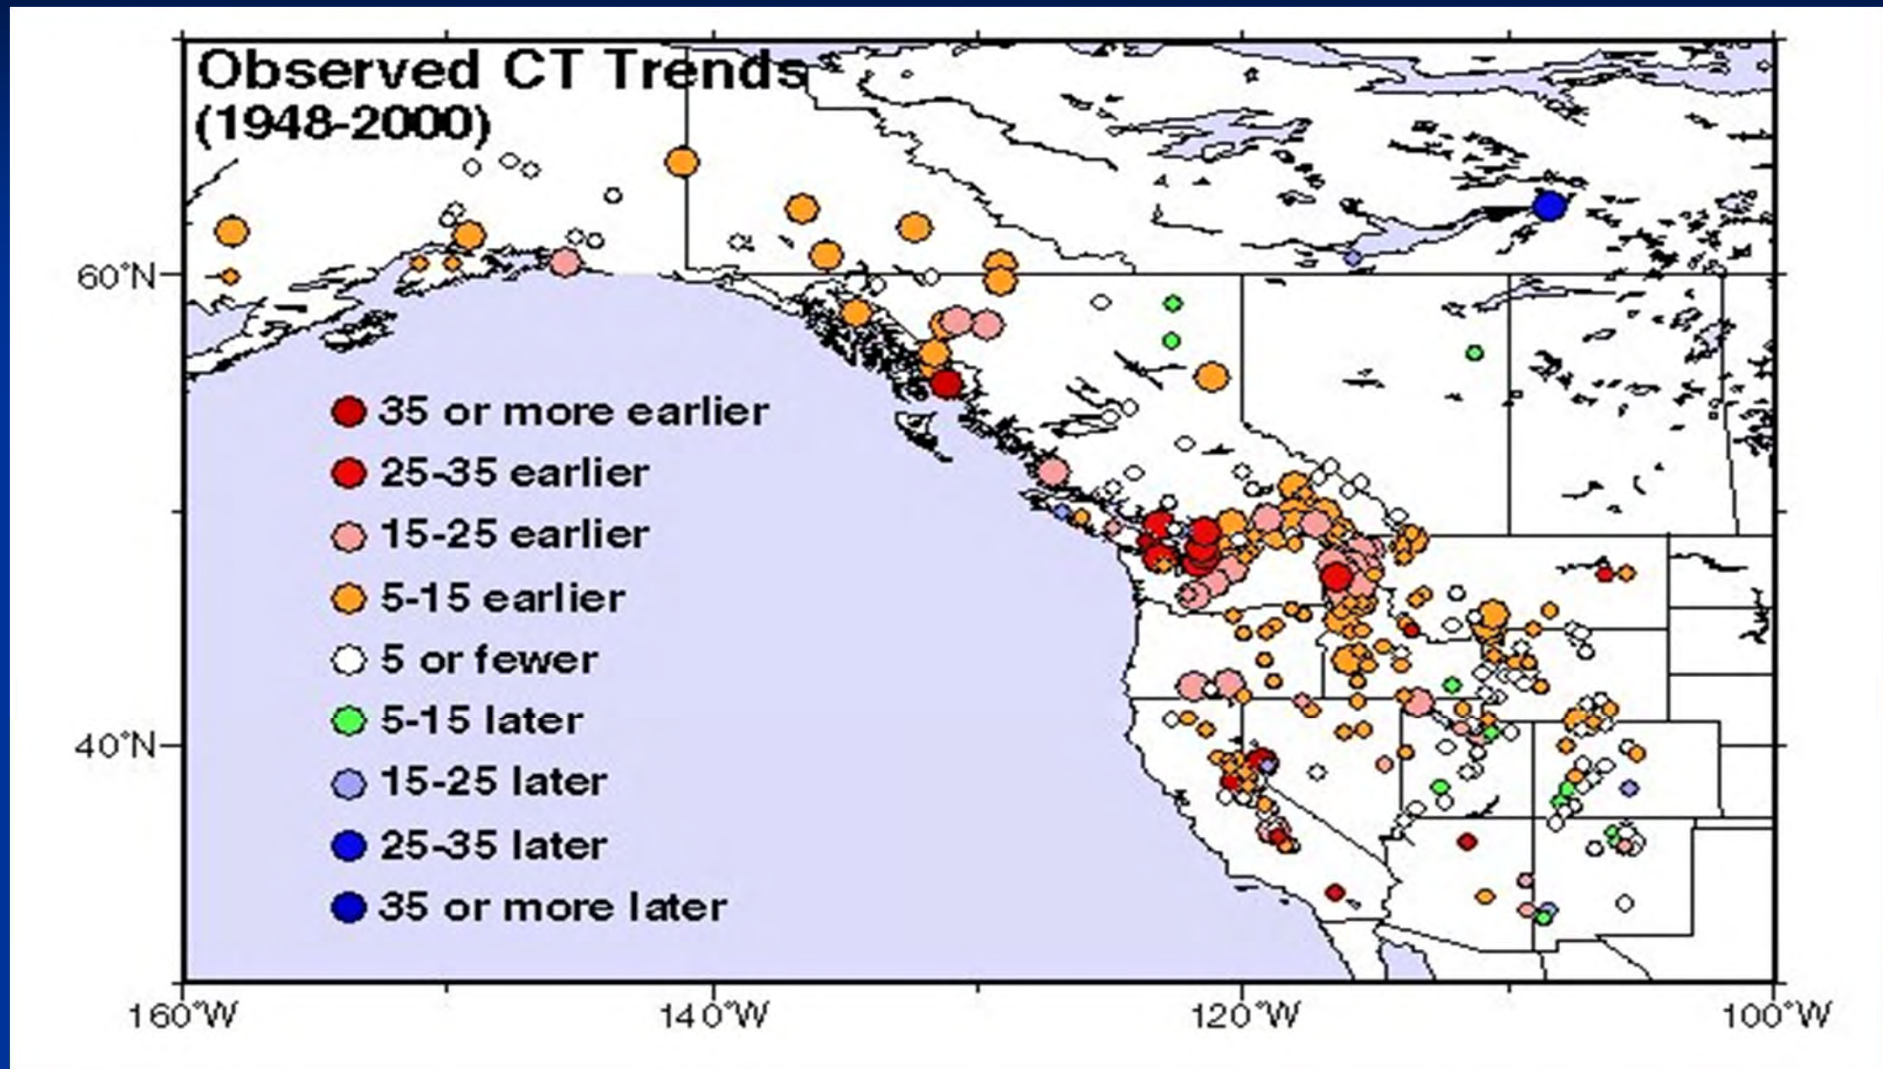 Observed CT Trends
(1948-2000)
60°N
35 or more earlier
25-35 earlier
15-25 earlier
5-15 earlier
5 or fewer
5-15 later
40°N
15-25 later
25-35 later
35 or more later
160°W 140°W 120°W 100°W